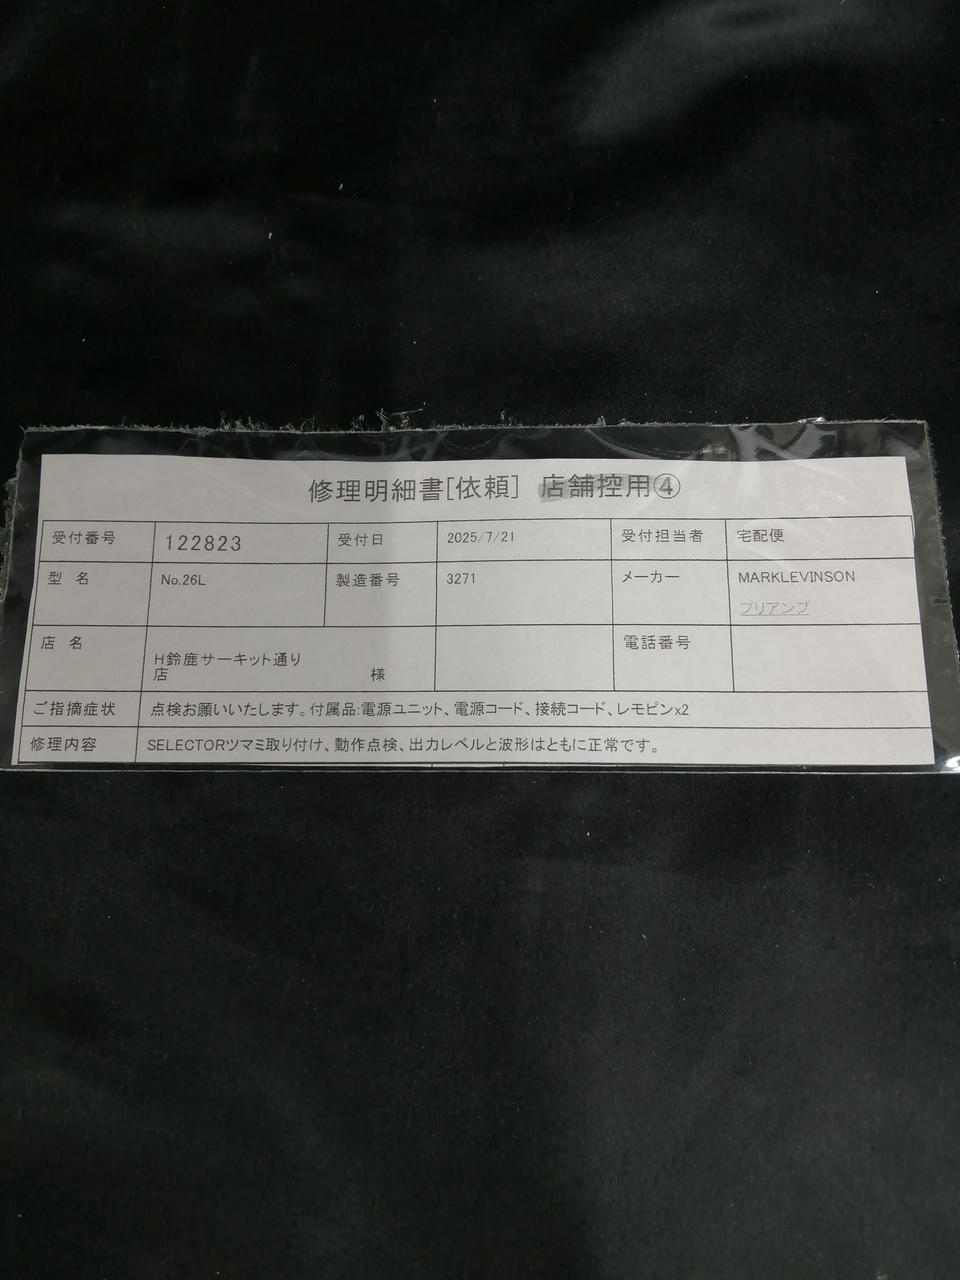 修理明細書[依頼] 店舗控用④
受付番号 122823 受付日 2025/7/21 受付担当者 宅配便
型 名 No.26L 製造番号 3271 メーカー MARKLEVINSON
プリアンプ
店 名 電話番号
H鈴鹿サーキット通り
店 様
ご指摘症状 点検お願いいたします。付属品:電源ユニット、電源コード、接続コード、レモピンx2
修理内容 SELECTORツマミ取り付け、動作点検、出力レベルと波形はともに正常です。